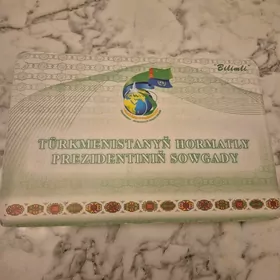 Bilimli
TÜRKMENISTANYŇ HORMATLY
PREZIDENTINIŇ SOWGADY